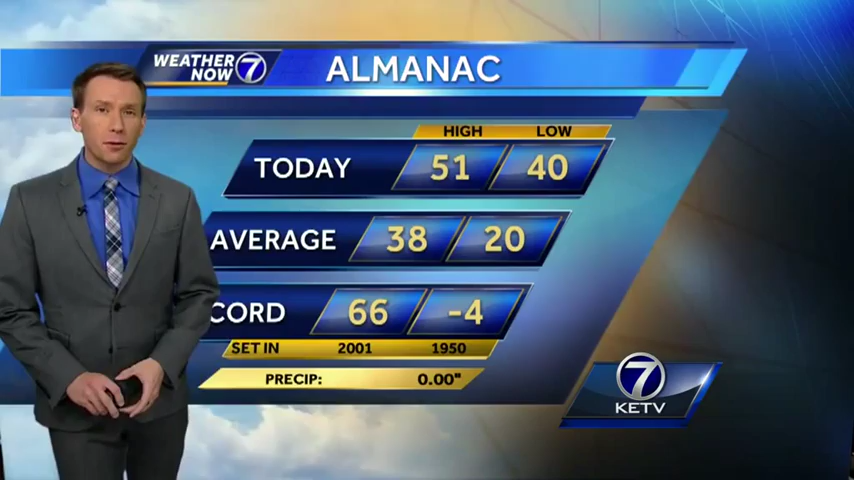 WEATHER
NOW 7
ALMANAC
HIGH LOW
TODAY 51 40
AVERAGE 38 20
CORD 66 -4
SET IN 2001 1950
PRECIP: 0.00"
7
KETV